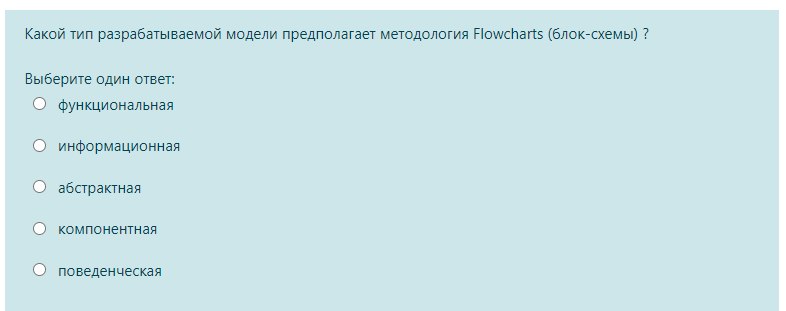 Какой тип разрабатываемой модели предполагает методология Flowcharts (блок-схемы) ?
Выберите один ответ:
функциональная
информационная
абстрактная
компонентная
поведенческая